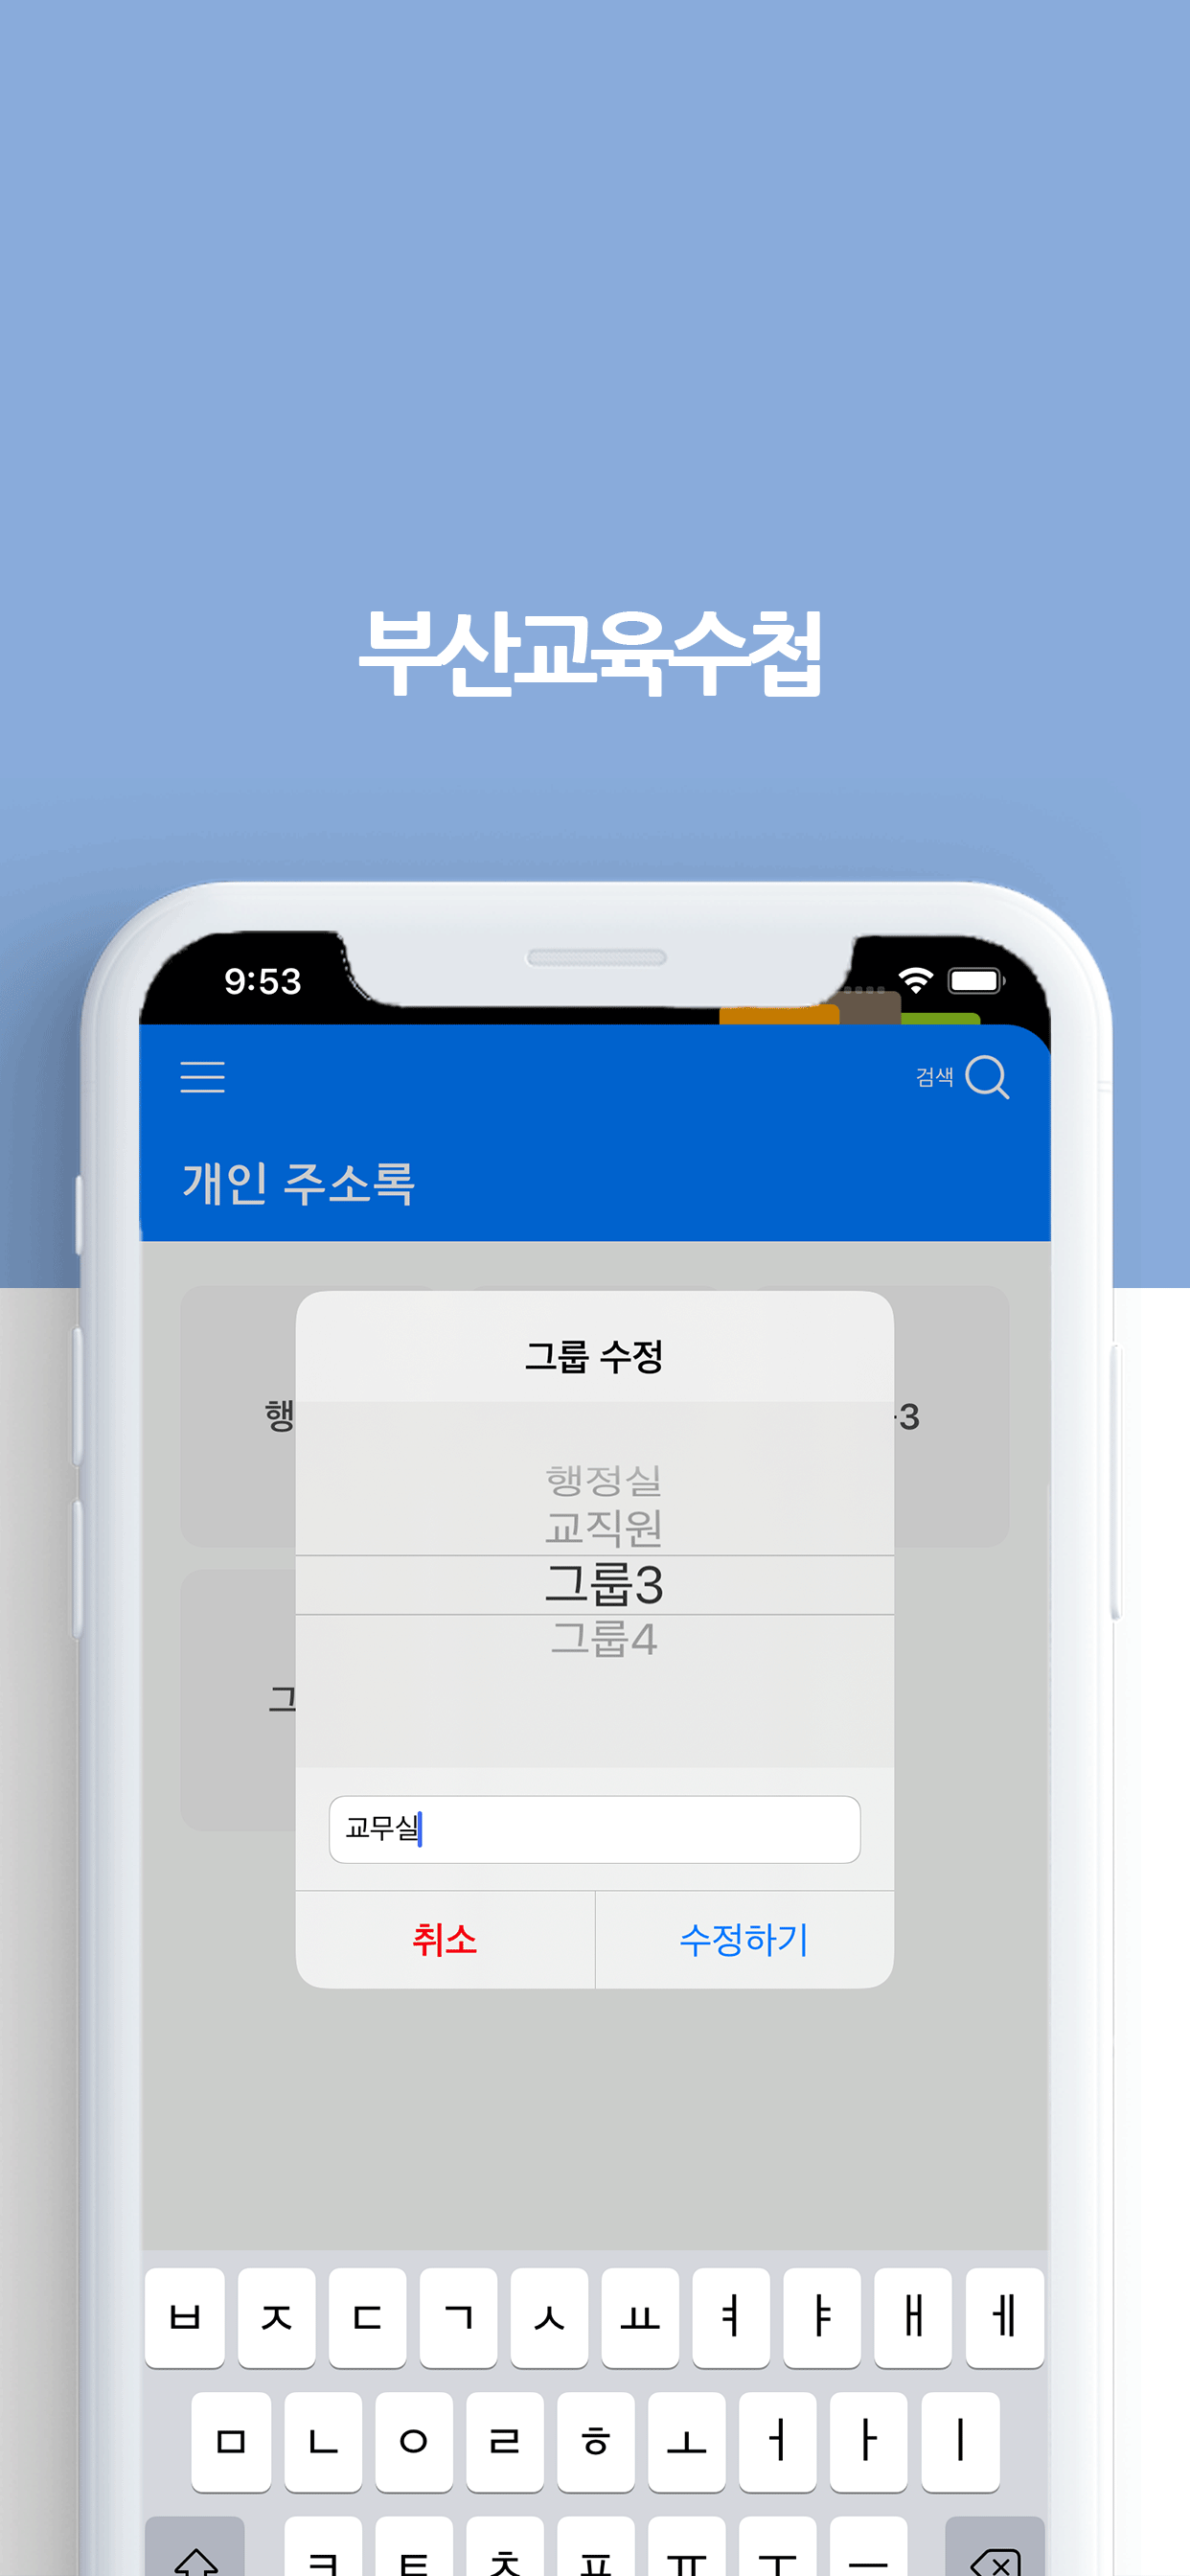 부산교육수첩
9:53
검색
개인 주소록
그룹 수정
행
3
행정실
교직원
그룹3
그룹4
그
교무실
취소
수정하기
ㅂ ㅈ ㄷ ㄱ ㅅ ㅛ ㅕ ㅑ ㅐ ㅔ
ㅁ ㄴ ㅇ ㄹ ㅎ ㅗ ㅓ ㅏ ㅣ
ㅋ ㅌ ㅊ ㅍ ㅠ ㅜ ㅡ